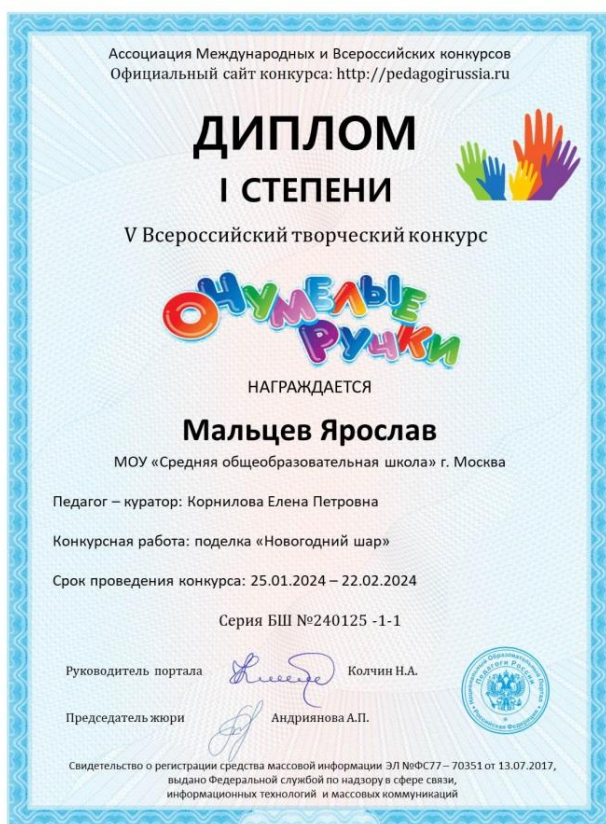 Ассоциация Международных и Всероссийских конкурсов
Официальный сайт конкурса: http://pedagogirussia.ru
ДИПЛОМ
I СТЕПЕНИ
V Всероссийский творческий конкурс
ОЧУМЕЛЫЕ
РУЧКИ
НАГРАЖДАЕТСЯ
Мальцев Ярослав
МОУ «Средняя общеобразовательная школа» г. Москва
Педагог – куратор: Корнилова Елена Петровна
Конкурсная работа: поделка «Новогодний шар»
Срок проведения конкурса: 25.01.2024 – 22.02.2024
Серия БШ №240125 -1-1
Руководитель портала Колчин Н.А.
Председатель жюри Андриянова А.П.
Педагоги России
Свидетельство о регистрации средства массовой информации ЭЛ №ФС77 – 70351 от 13.07.2017,
выдано Федеральной службой по надзору в сфере связи,
информационных технологий и массовых коммуникаций